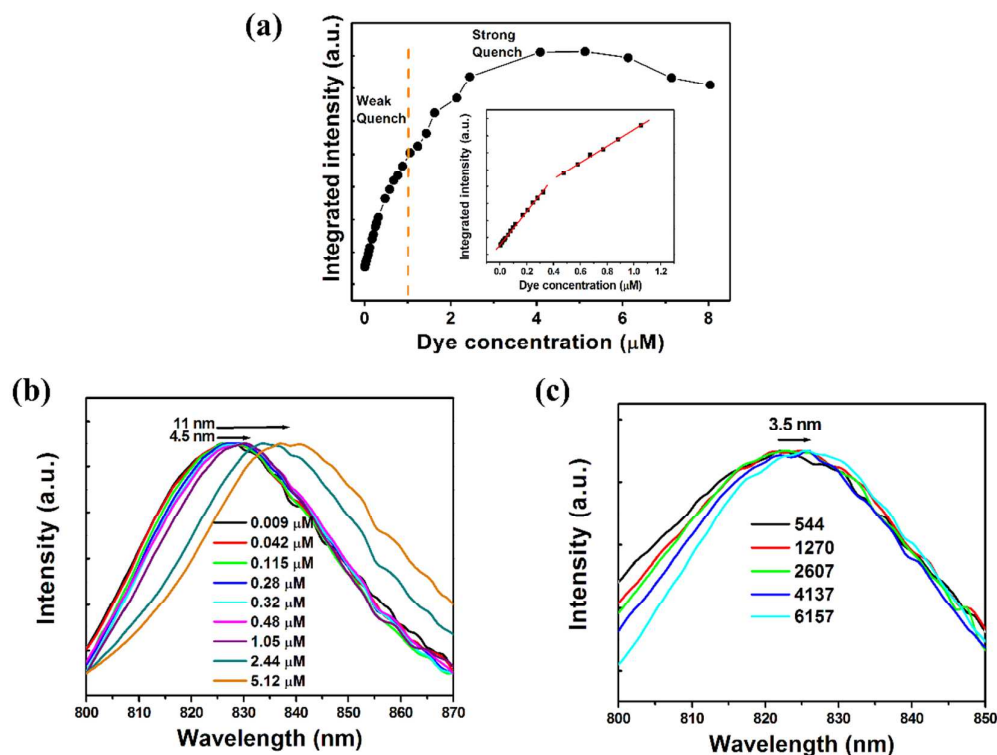 (a)
Integrated intensity (a.u.)
Weak
Quench
Strong
Quench
Integrated intensity (a.u.)
0.0 0.2 0.4 0.6 0.8 1.0 1.2
Dye concentration (μM)
0 2 4 6 8
Dye concentration (μM)
(b)
Intensity (a.u.)
11 nm
4.5 nm
0.009 μM
0.042 μM
0.115 μM
0.28 μM
0.32 μM
0.48 μM
1.05 μM
2.44 μM
5.12 μM
800 810 820 830 840 850 860 870
Wavelength (nm)
(c)
Intensity (a.u.)
3.5 nm
544
1270
2607
4137
6157
800 810 820 830 840 850
Wavelength (nm)